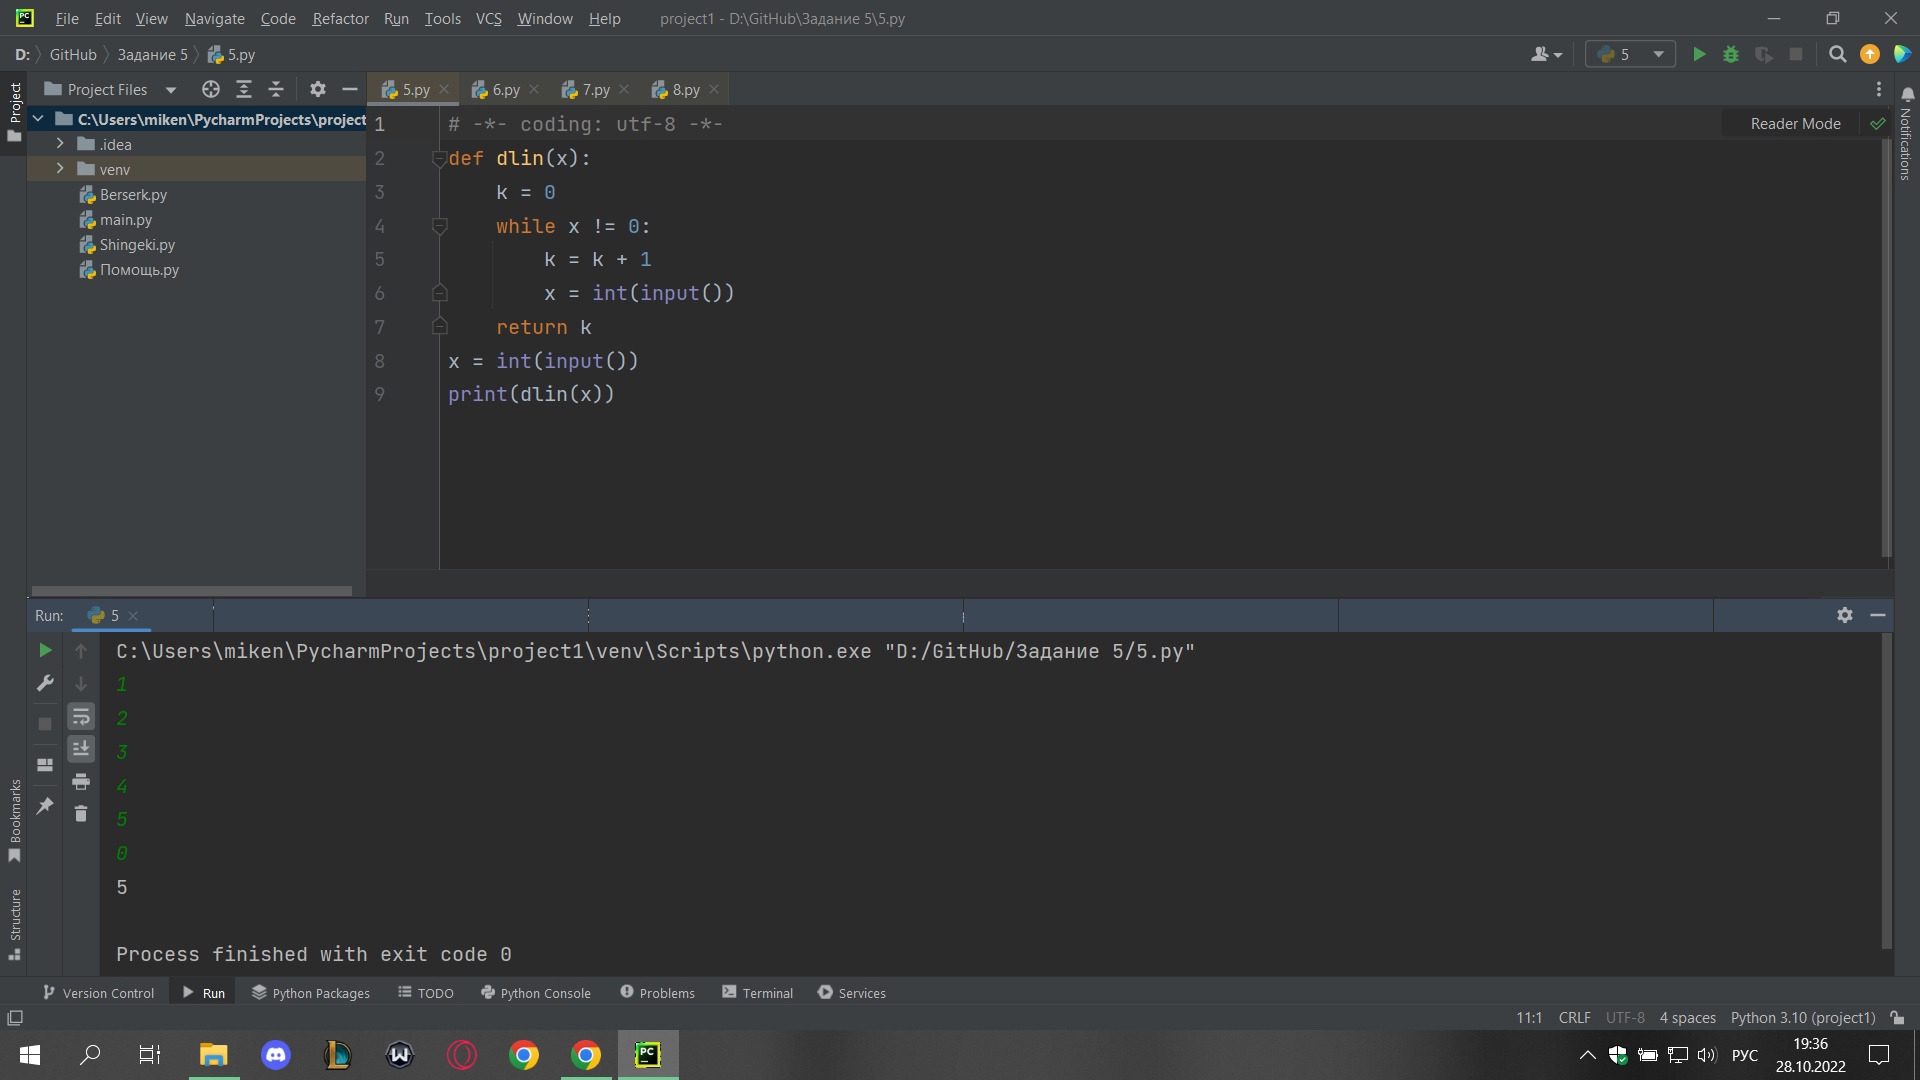 File Edit View Navigate Code Refactor Run Tools VCS Window Help project1 - D:\GitHub\Задание 5\5.py
D: GitHub Задание 5 5.py 5
Project
Project Files 5.py 6.py 7.py 8.py
Notifications
C:\Users\miken\PycharmProjects\project
.idea
venv
Berserk.py
main.py
Shingeki.py
Помощь.py
Reader Mode
1 # -*- coding: utf-8 -*-
2 def dlin(x):
3 k = 0
4 while x != 0:
5 k = k + 1
6 x = int(input())
7 return k
8 x = int(input())
9 print(dlin(x))
Run: 5
C:\Users\miken\PycharmProjects\project1\venv\Scripts\python.exe "D:/GitHub/Задание 5/5.py"
1
2
3
4
5
0
5
Process finished with exit code 0
Bookmarks
Structure
Version Control Run Python Packages TODO Python Console Problems Terminal Services
11:1 CRLF UTF-8 4 spaces Python 3.10 (project1)
PC РУС 19:36
28.10.2022